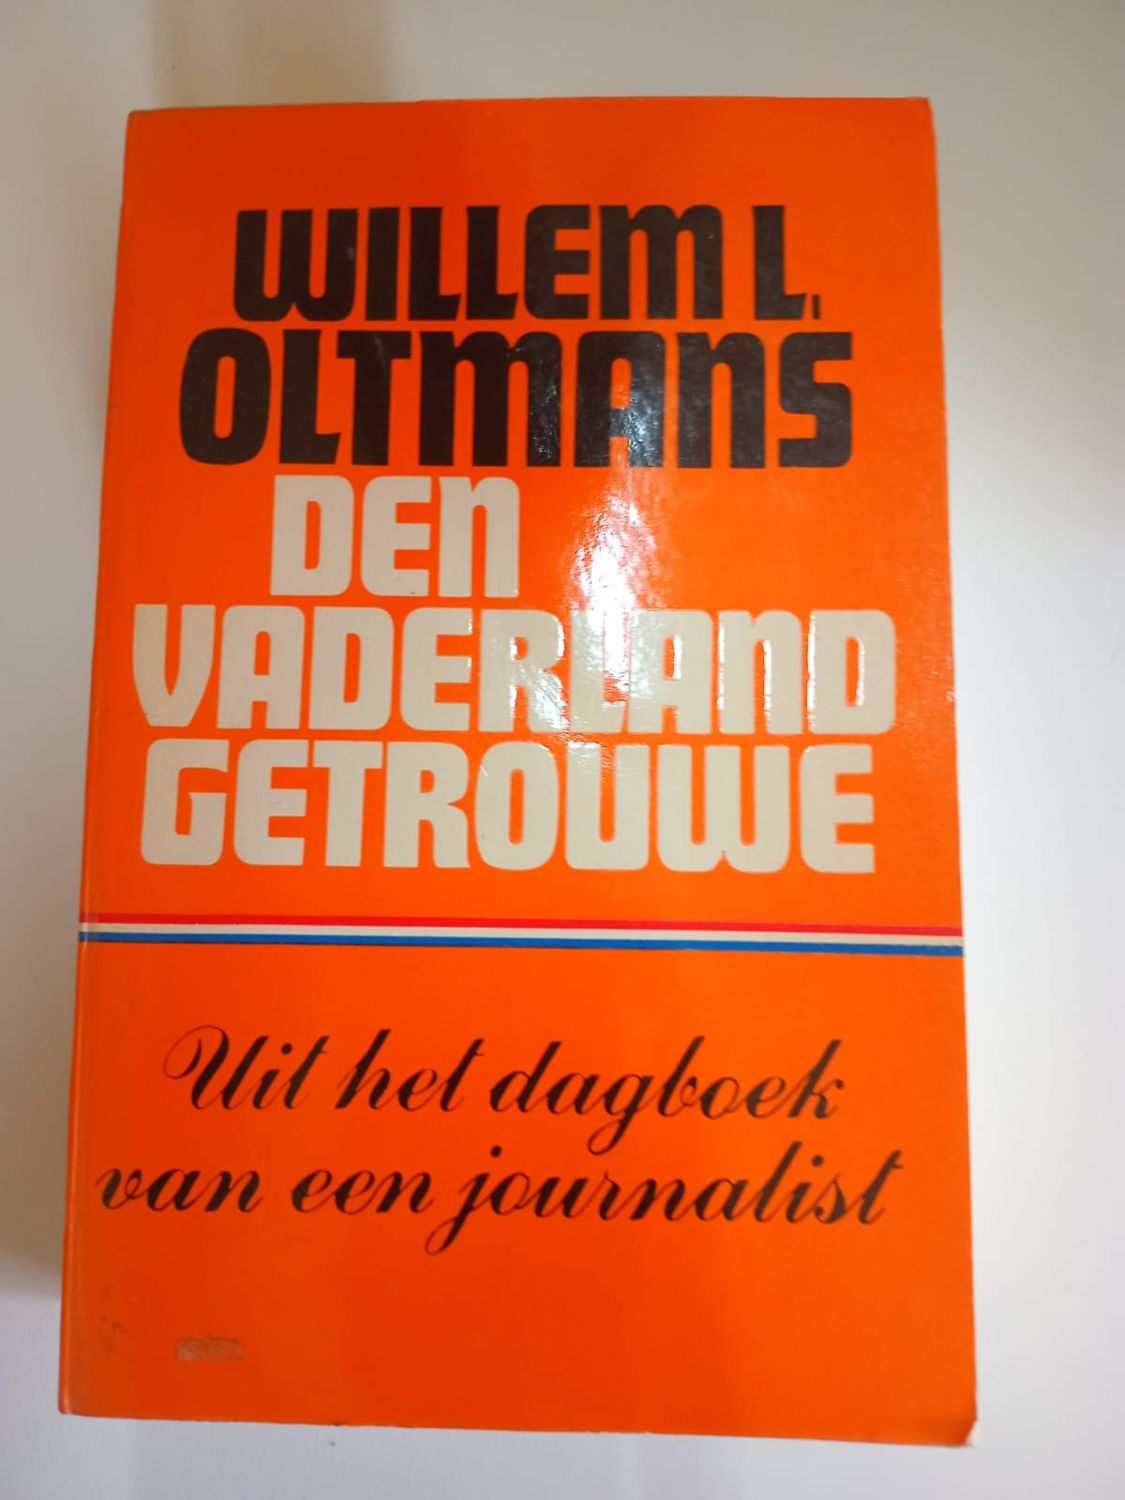 WILLEM L.
OLTMANS
DEN
VADERLAND
GETROUWE
Uit het dagboek
van een journalist